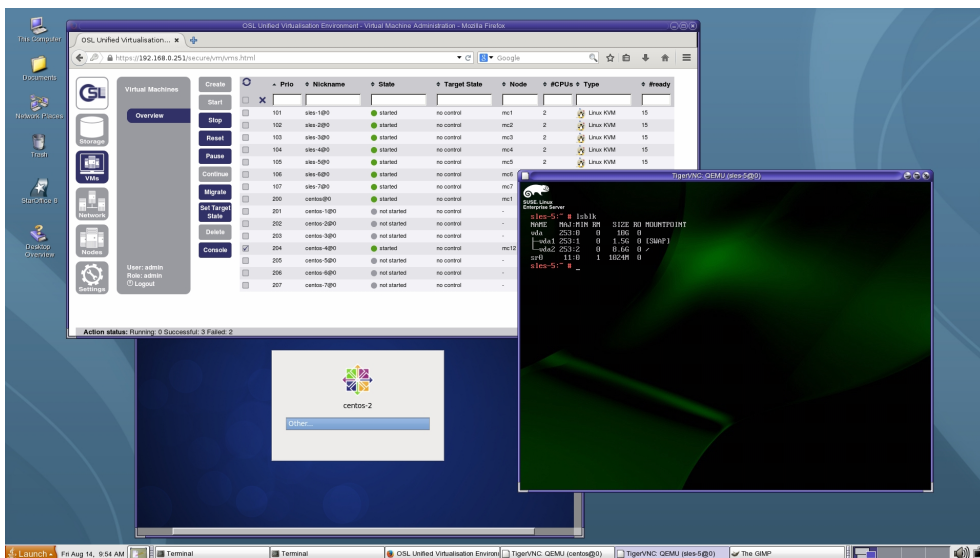 OSL Unified Virtualisation Environment - Virtual Machine Administration - Mozilla Firefox
OSL Unified Virtualisation...
https://192.168.0.251/secure/vm/vms.html
Google
This Computer
Documents
Network Places
Trash
StarOffice 8
Desktop
Overview
OSL
Storage
VMs
Network
Nodes
Settings
Virtual Machines
Overview
User: admin
Role: admin
Logout
Create
Start
Stop
Reset
Pause
Continue
Migrate
Set Target
State
Delete
Console
Prio Nickname State Target State Node #CPUs Type #ready
101 sles-1@0 started no control mc1 2 Linux KVM 15
102 sles-2@0 started no control mc2 2 Linux KVM 15
103 sles-3@0 started no control mc3 2 Linux KVM 15
104 sles-4@0 started no control mc4 2 Linux KVM 15
105 sles-5@0 started no control mc5 2 Linux KVM 15
106 sles-6@0 started no control mc6
107 sles-7@0 started no control mc7
200 centos@0 started no control mc1
201 centos-1@0 not started no control -
202 centos-2@0 not started no control -
203 centos-3@0 not started no control -
204 centos-4@0 started no control mc12
205 centos-5@0 not started no control -
206 centos-6@0 not started no control -
207 centos-7@0 not started no control -
Action status: Running: 0 Successful: 3 Failed: 2
TigerVNC: QEMU (sles-5@0)
SUSE. Linux
Enterprise Server
sles-5:~ # lsblk
NAME MAJ:MIN RM SIZE RO MOUNTPOINT
vda 253:0 0 10G 0
├─vda1 253:1 0 1.5G 0 [SWAP]
└─vda2 253:2 0 8.6G 0 /
sr0 11:0 1 1024M 0
sles-5:~ # _
centos-2
Other...
Launch
Fri Aug 14, 9:54 AM
Terminal
Terminal
OSL Unified Virtualisation Environ
TigerVNC: QEMU (centos@0)
TigerVNC: QEMU (sles-5@0)
The GIMP